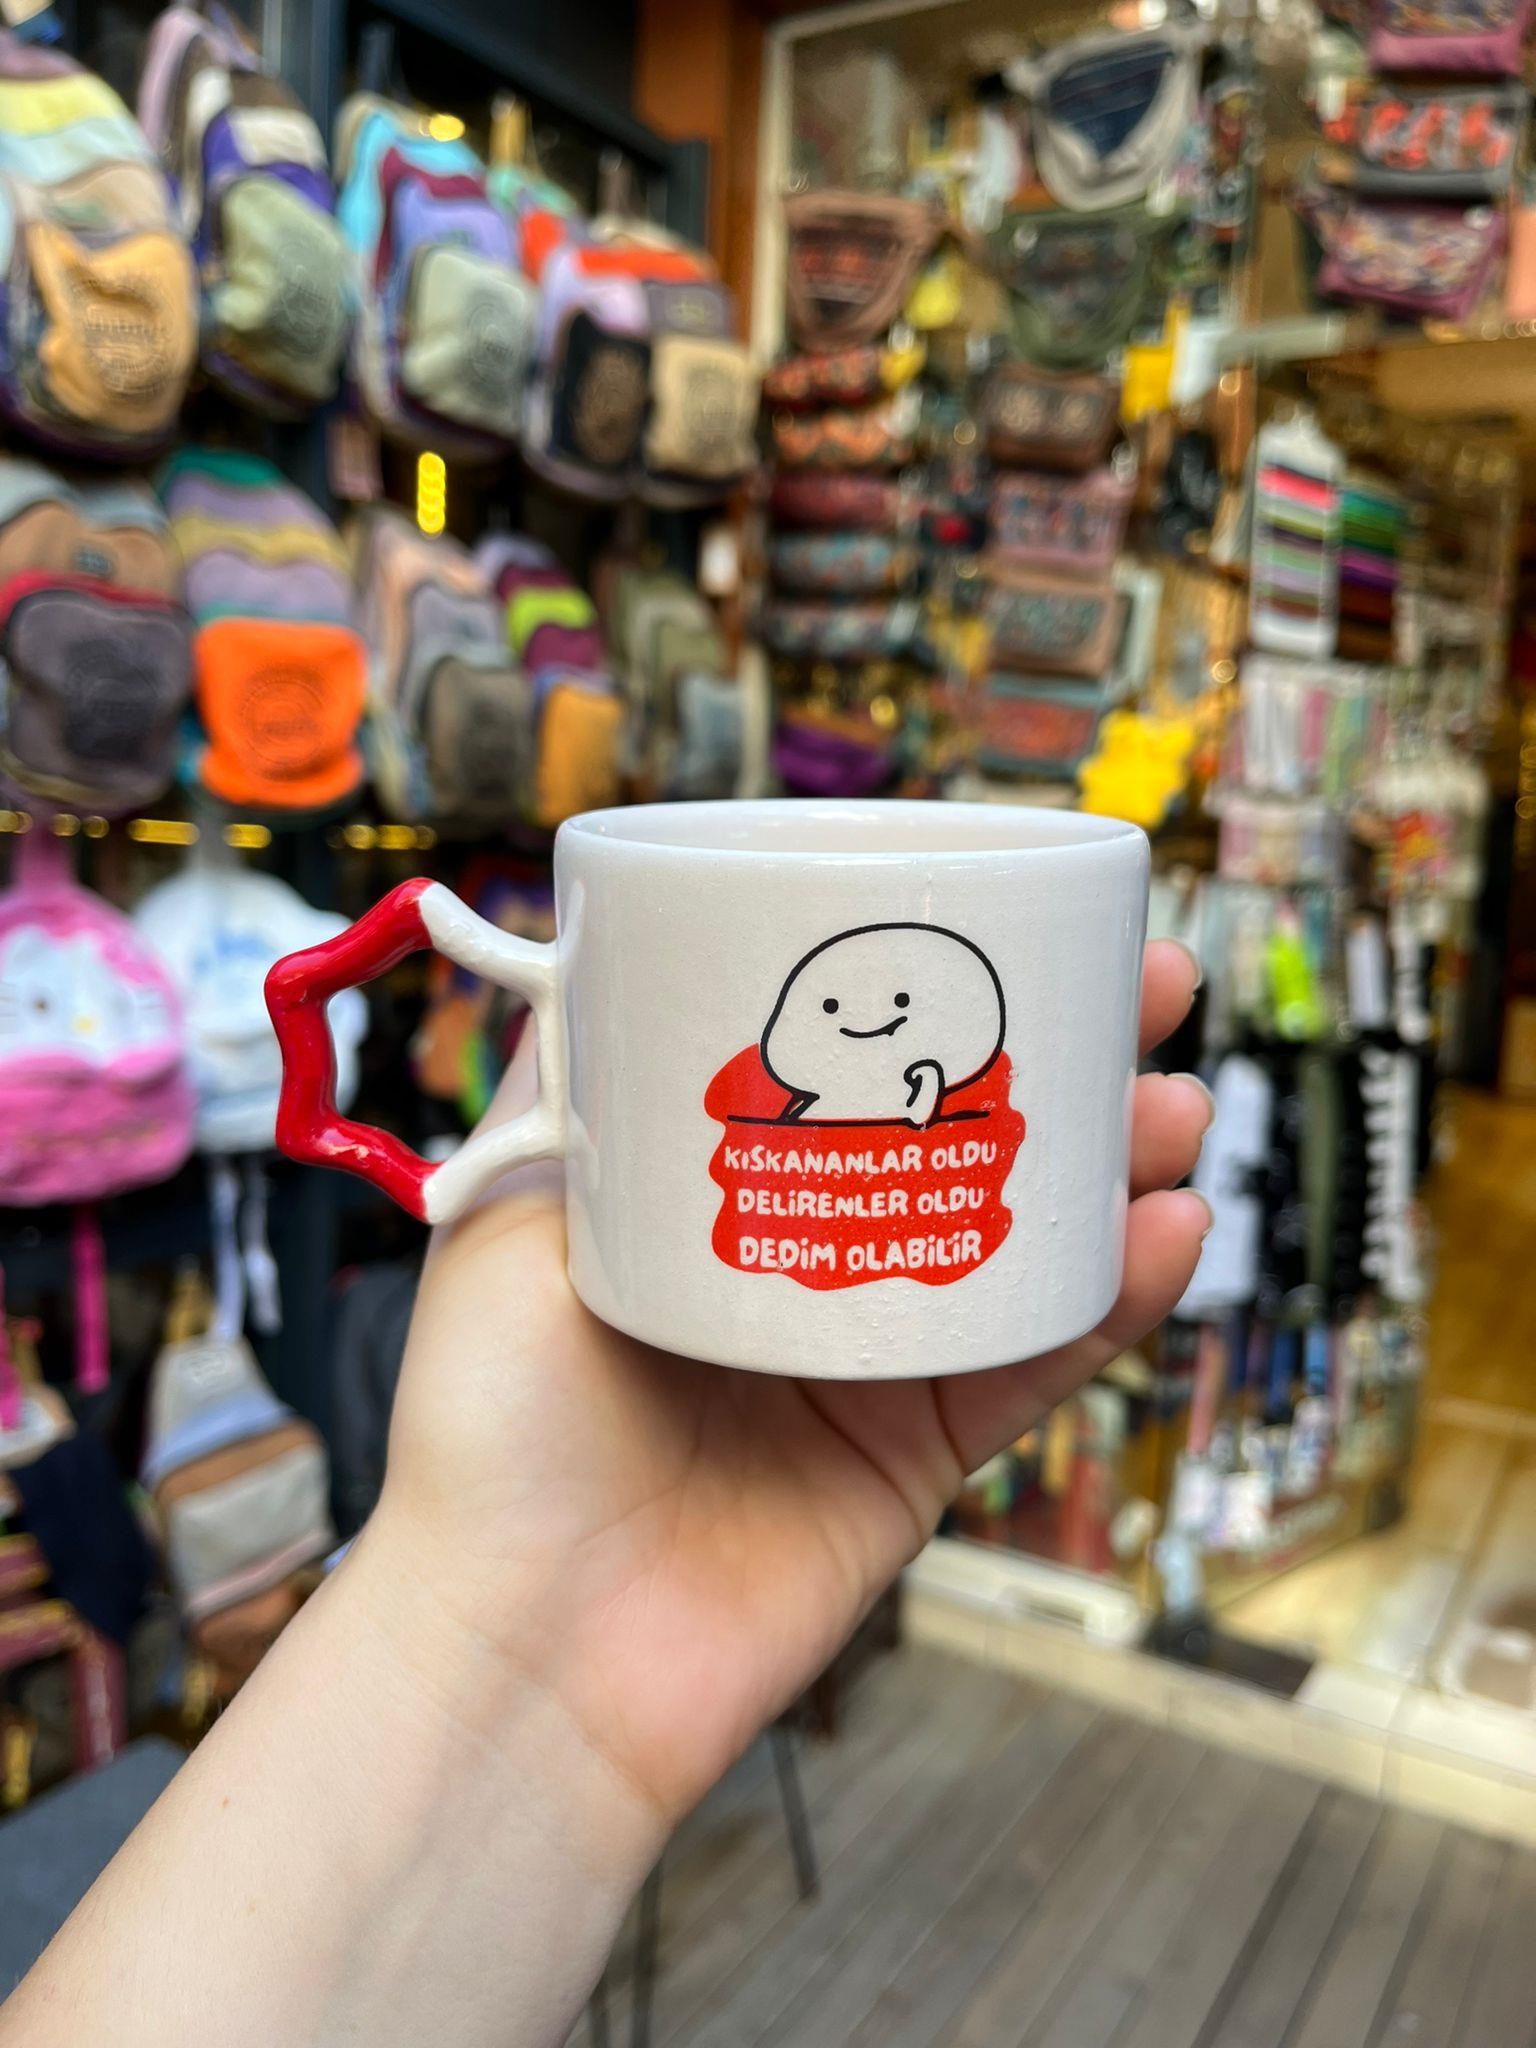 KISKANANLAR OLDU
DELİRENLER OLDU
DEDİM OLABİLİR